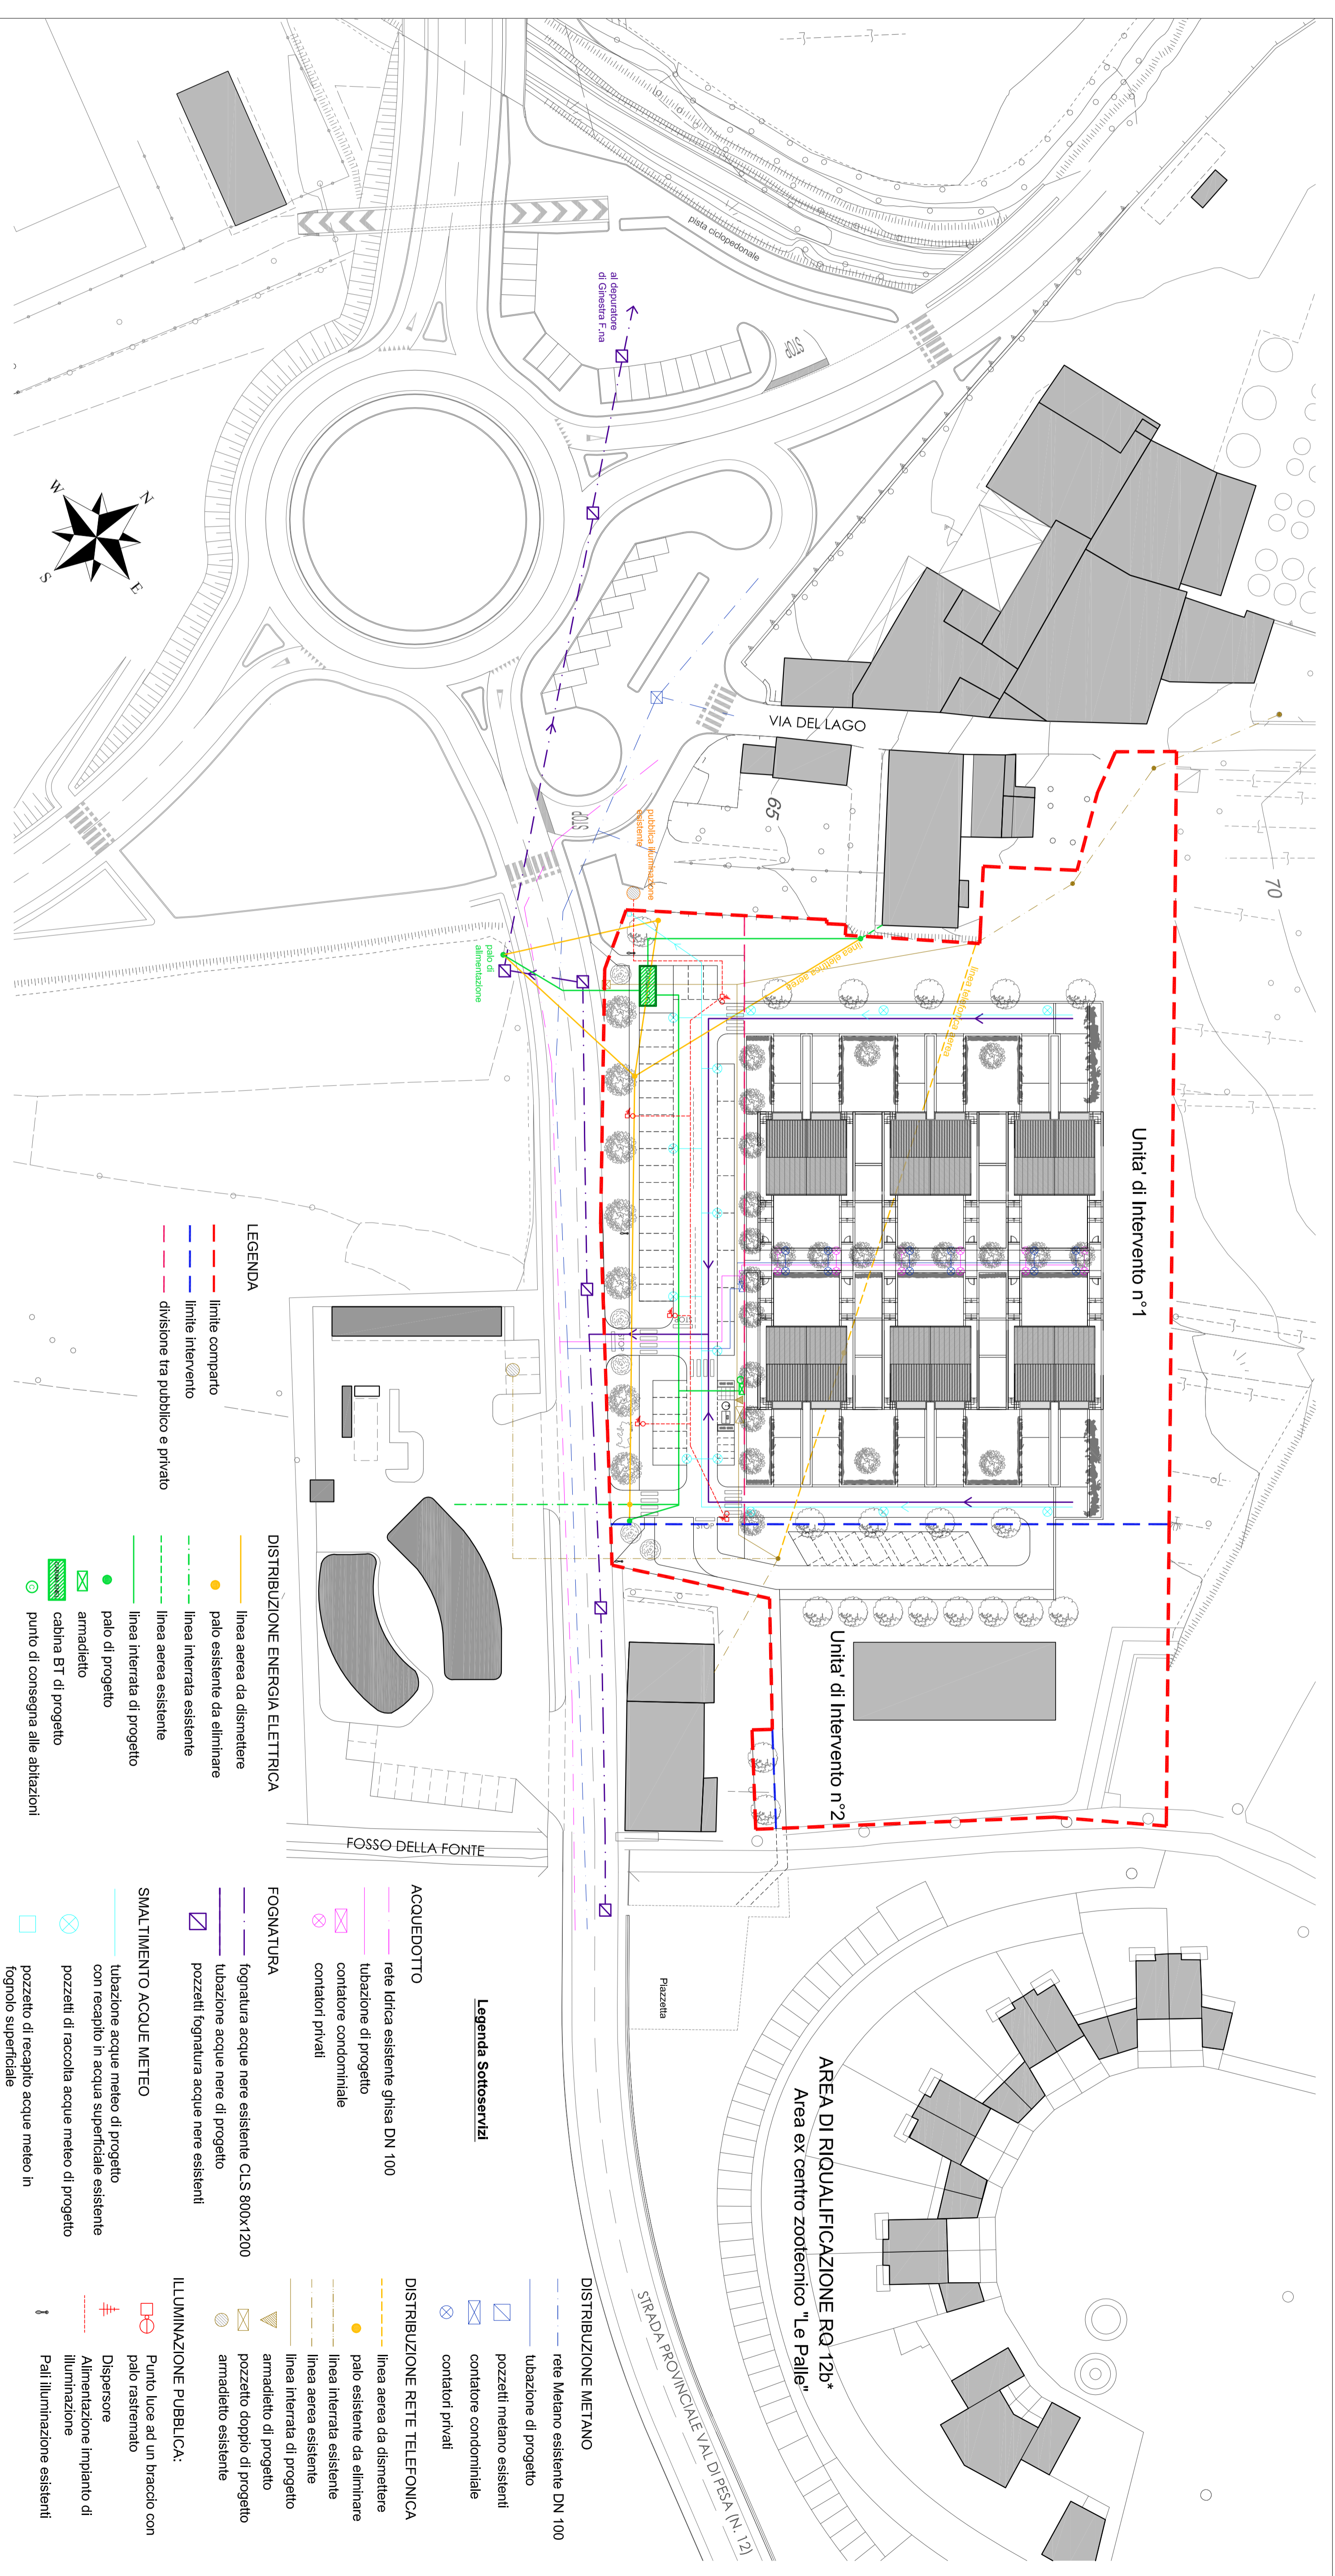 pista ciclopedonale
al depuratore
di Ginestra F.na
STOP
N
W
E
S
VIA DEL LAGO
65
70
pubblica illuminazione
esistente
STOP
palo di
alimentazione
linea elettrica aerea
linea telefonica aerea
Unita' di Intervento n°1
STOP
STOP
STOP
Unita' di Intervento n°2
FOSSO DELLA FONTE
Piazzetta
AREA DI RIQUALIFICAZIONE RQ 12b*
Area ex centro zootecnico "Le Palle"
STRADA PROVINCIALE VAL DI PESA (N. 12)
LEGENDA
limite comparto
limite intervento
divisione tra pubblico e privato
DISTRIBUZIONE ENERGIA ELETTRICA
linea aerea da dismettere
palo esistente da eliminare
linea interrata esistente
linea aerea esistente
linea interrata di progetto
palo di progetto
armadietto
cabina BT di progetto
punto di consegna alle abitazioni
Legenda Sottoservizi
ACQUEDOTTO
rete Idrica esistente ghisa DN 100
tubazione di progetto
contatore condominiale
contatori privati
FOGNATURA
fognatura acque nere esistente CLS 800x1200
tubazione acque nere di progetto
pozzetti fognatura acque nere esistenti
SMALTIMENTO ACQUE METEO
tubazione acque meteo di progetto
con recapito in acqua superficiale esistente
pozzetti di raccolta acque meteo di progetto
pozzetto di recapito acque meteo in
fognolo superficiale
DISTRIBUZIONE METANO
rete Metano esistente DN 100
tubazione di progetto
pozzetti metano esistenti
contatore condominiale
contatori privati
DISTRIBUZIONE RETE TELEFONICA
linea aerea da dismettere
palo esistente da eliminare
linea interrata esistente
linea aerea esistente
linea interrata di progetto
armadietto di progetto
pozzetto doppio di progetto
armadietto esistente
ILLUMINAZIONE PUBBLICA:
Punto luce ad un braccio con
palo rastremato
Dispersore
Alimentazione impianto di
illuminazione
Pali illuminazione esistenti